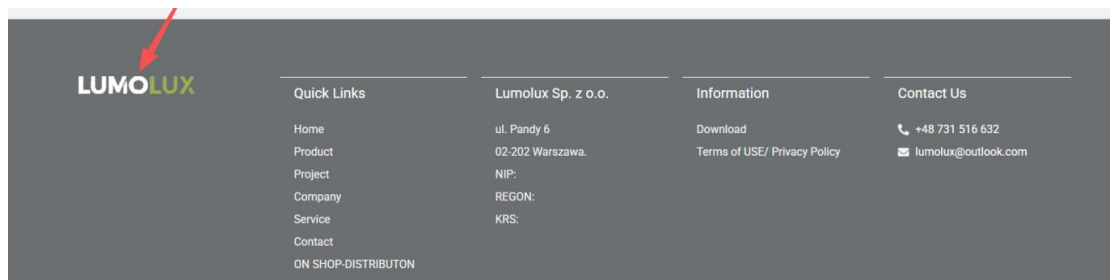 LUMOLUX
Quick Links
Home
Product
Project
Company
Service
Contact
ON SHOP-DISTRIBUTON
Lumolux Sp. z o.o.
ul. Pandy 6
02-202 Warszawa.
NIP:
REGON:
KRS:
Information
Download
Terms of USE/ Privacy Policy
Contact Us
+48 731 516 632
lumolux@outlook.com